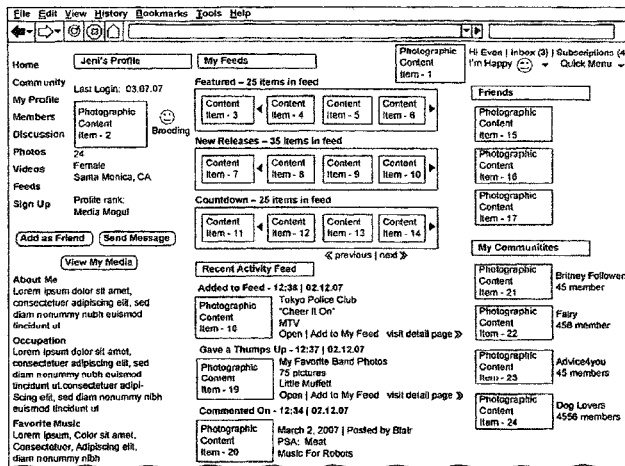 File Edit View History Bookmarks Tools Help
Photographic
Content
Item - 1
Hi Evan | Inbox (3) | Subscriptions (4
I'm Happy
Quick Menu
Home
Community
My Profile
Members
Discussion
Photos
Videos
Feeds
Sign Up
Jeni's Profile
Last Login: 03.07.07
Photographic
Content
Item - 2
Brooding
24
Female
Santa Monica, CA
Profile rank:
Media Mogul
Add as Friend
Send Message
View My Media
About Me
Lorem ipsum dolor sit amet,
consectetuer adipiscing elit, sed
diam nonummy nubh euismod
tincidunt ut
Occupation
Lorem ipsum dolor sit amet,
consectetuer adipiscing elit, sed
diam nonummy nibh euismod
tincidunt ut.consectetuer adipi-
Scing elit, sed diam nonummy nibh
euismod tincidunt ut
Favorite Music
Lorem ipsum, Color sit amet,
Consectetuer, Adipiscing elit,
diam nonummy nibh
My Feeds
Featured – 25 items in feed
Content
Item - 3
Content
Item - 4
Content
Item - 5
Content
Item - 6
New Releases – 35 items in feed
Content
Item - 7
Content
Item - 8
Content
Item - 9
Content
Item - 10
Countdown – 25 items in feed
Content
Item - 11
Content
Item - 12
Content
Item - 13
Content
Item - 14
previous | next
Recent Activity Feed
Added to Feed - 12:38 | 02.12.07
Photographic
Content
Item - 18
Tokyo Police Club
"Cheer It On"
MTV
Open | Add to My Feed visit detail page
Gave a Thumps Up - 12:37 | 02.12.07
Photographic
Content
Item - 19
My Favorite Band Photos
75 pictures
Little Muffett
Open | Add to My Feed visit detail page
Commented On - 12:34 | 02.12.07
Photographic
Content
Item - 20
March 2, 2007 | Posted by Blair
PSA: Meat
Music For Robots
Friends
Photographic
Content
Item - 15
Photographic
Content
Item - 16
Photographic
Content
Item - 17
My Communitites
Photographic
Content
Item - 21
Britney Follower
45 member
Photographic
Content
Item - 22
Fairy
456 member
Photographic
Content
Item - 23
Advice4you
45 members
Photographic
Content
Item - 24
Dog Lovers
4556 members